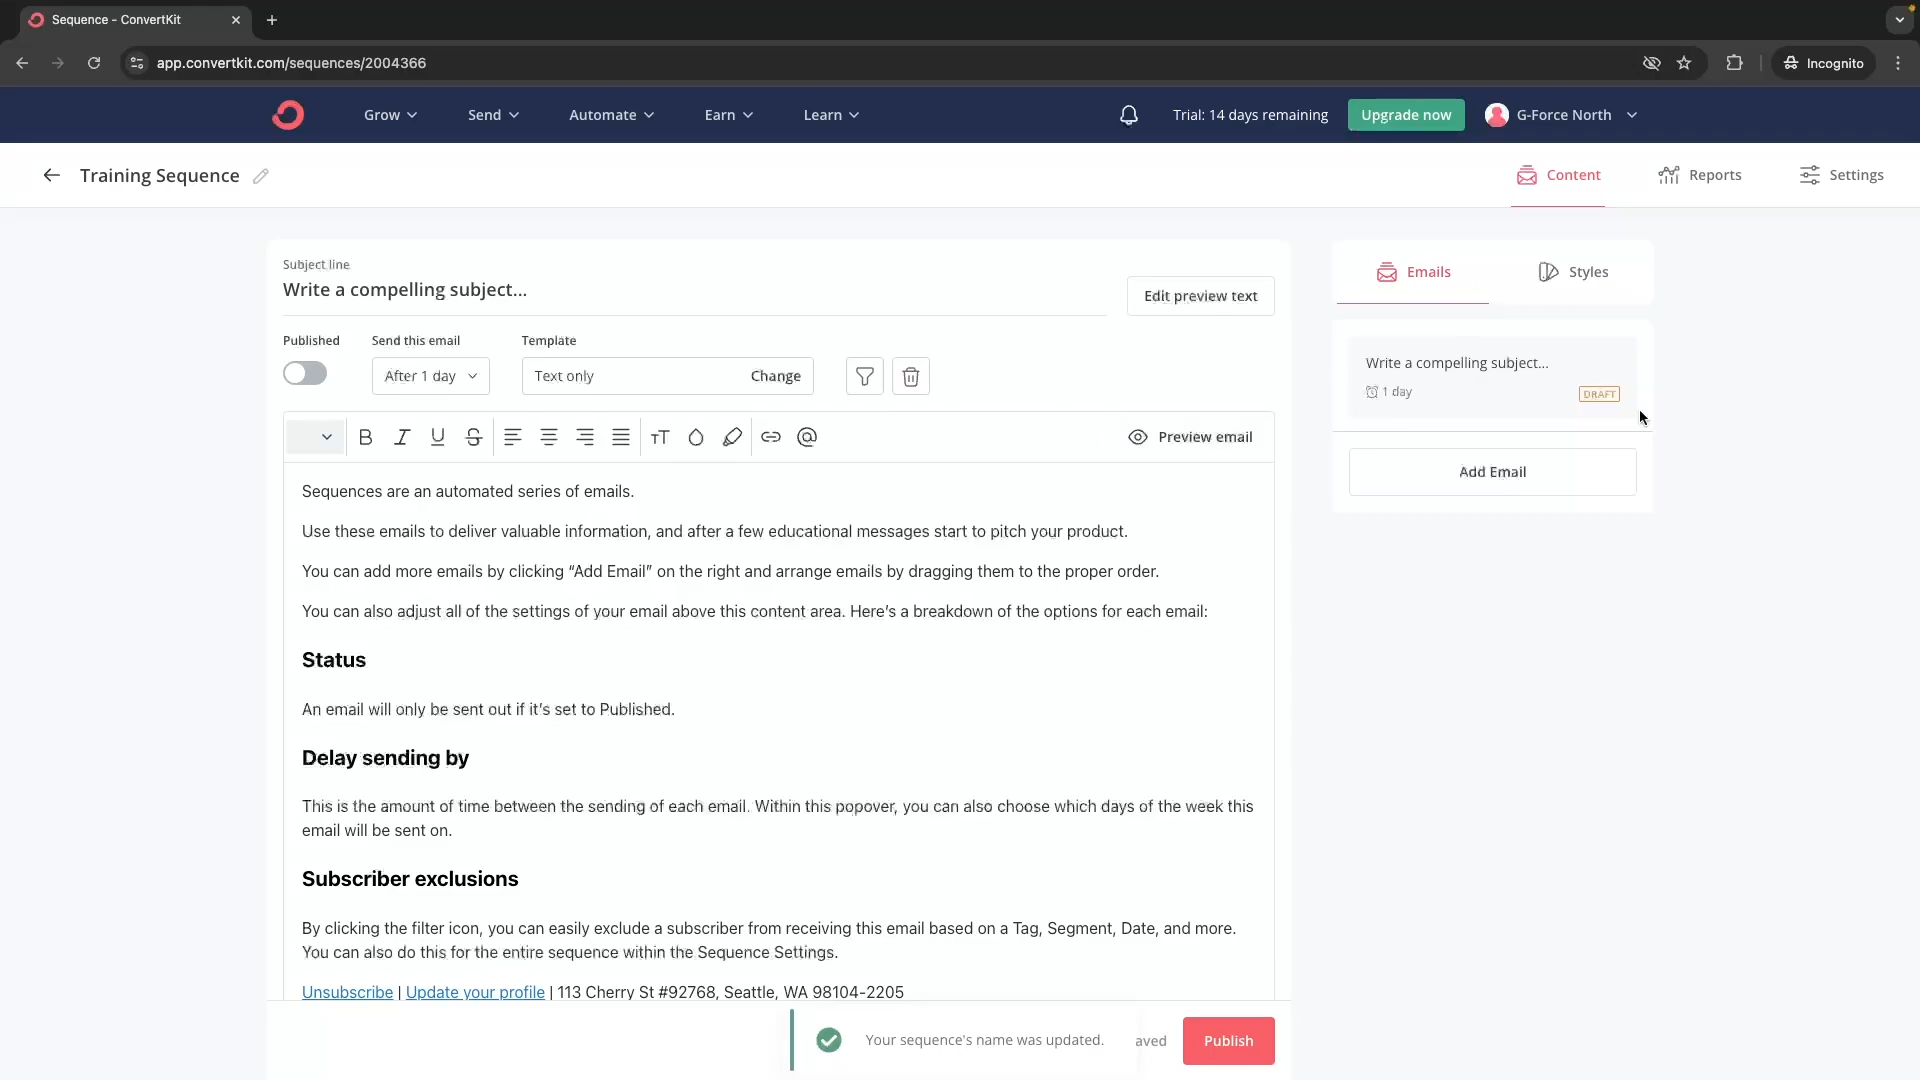 Sequence - ConvertKit
app.convertkit.com/sequences/2004366
Incognito
Grow
Send
Automate
Earn
Learn
Trial: 14 days remaining
Upgrade now
G-Force North
Training Sequence
Content
Reports
Settings
Subject line
Write a compelling subject...
Edit preview text
Published
Send this email
Template
After 1 day
Text only
Change
Preview email
Sequences are an automated series of emails.
Use these emails to deliver valuable information, and after a few educational messages start to pitch your product.
You can add more emails by clicking “Add Email” on the right and arrange emails by dragging them to the proper order.
You can also adjust all of the settings of your email above this content area. Here’s a breakdown of the options for each email:
Status
An email will only be sent out if it’s set to Published.
Delay sending by
This is the amount of time between the sending of each email. Within this popover, you can also choose which days of the week this
email will be sent on.
Subscriber exclusions
By clicking the filter icon, you can easily exclude a subscriber from receiving this email based on a Tag, Segment, Date, and more.
You can also do this for the entire sequence within the Sequence Settings.
Unsubscribe | Update your profile | 113 Cherry St #92768, Seattle, WA 98104-2205
Your sequence's name was updated.
aved
Publish
Emails
Styles
Write a compelling subject...
1 day
DRAFT
Add Email